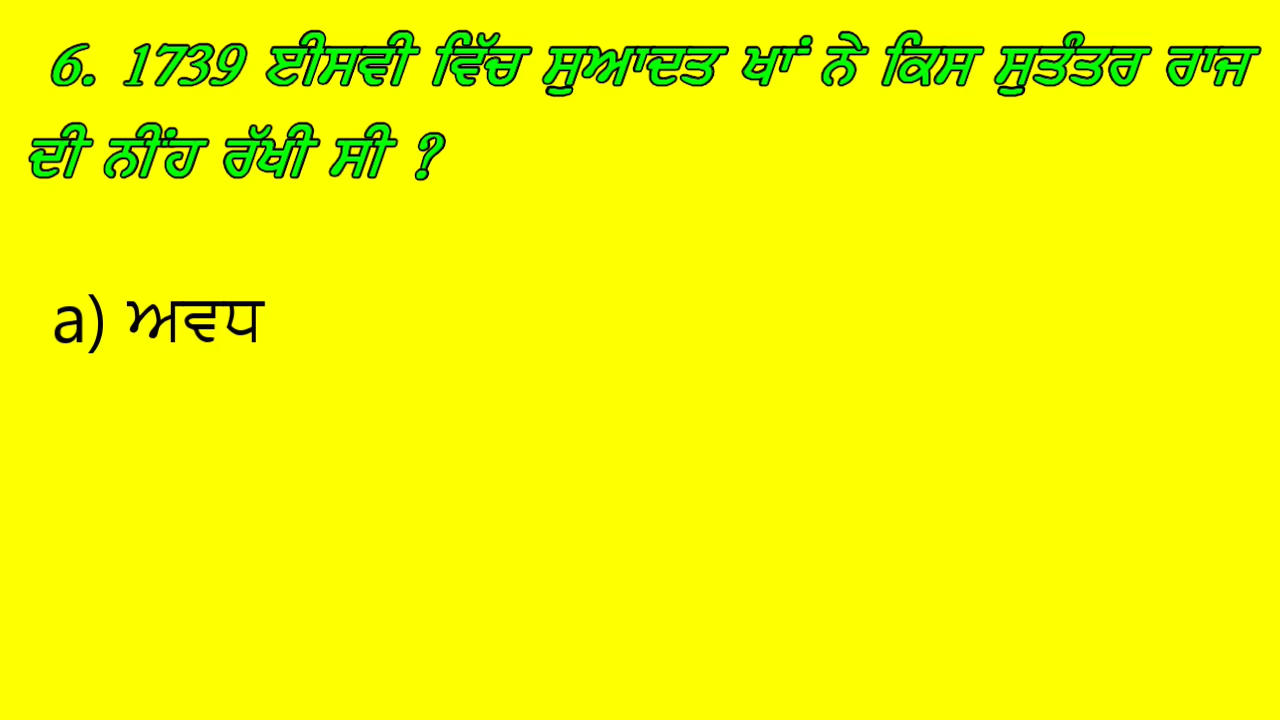 6. 1739 ਈਸਵੀ ਵਿੱਚ ਸੁਆਦਤ ਖਾਂ ਨੇ ਕਿਸ ਸੁਤੰਤਰ ਰਾਜ
ਦੀ ਨੀਂਹ ਰੱਖੀ ਸੀ ?
a) ਅਵਧ